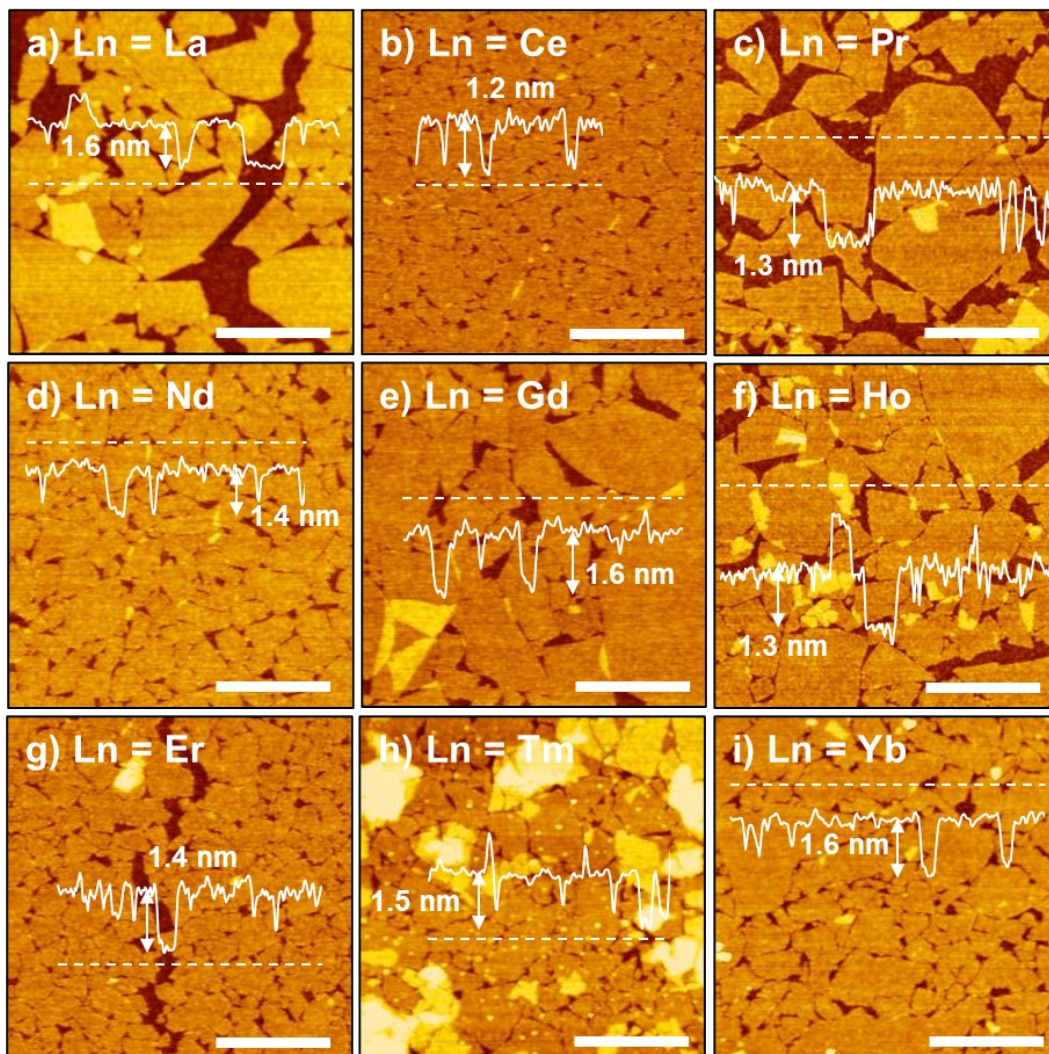 a) Ln = La
1.6 nm
b) Ln = Ce
1.2 nm
c) Ln = Pr
1.3 nm
d) Ln = Nd
1.4 nm
e) Ln = Gd
1.6 nm
f) Ln = Ho
1.3 nm
g) Ln = Er
1.4 nm
h) Ln = Tm
1.5 nm
i) Ln = Yb
1.6 nm